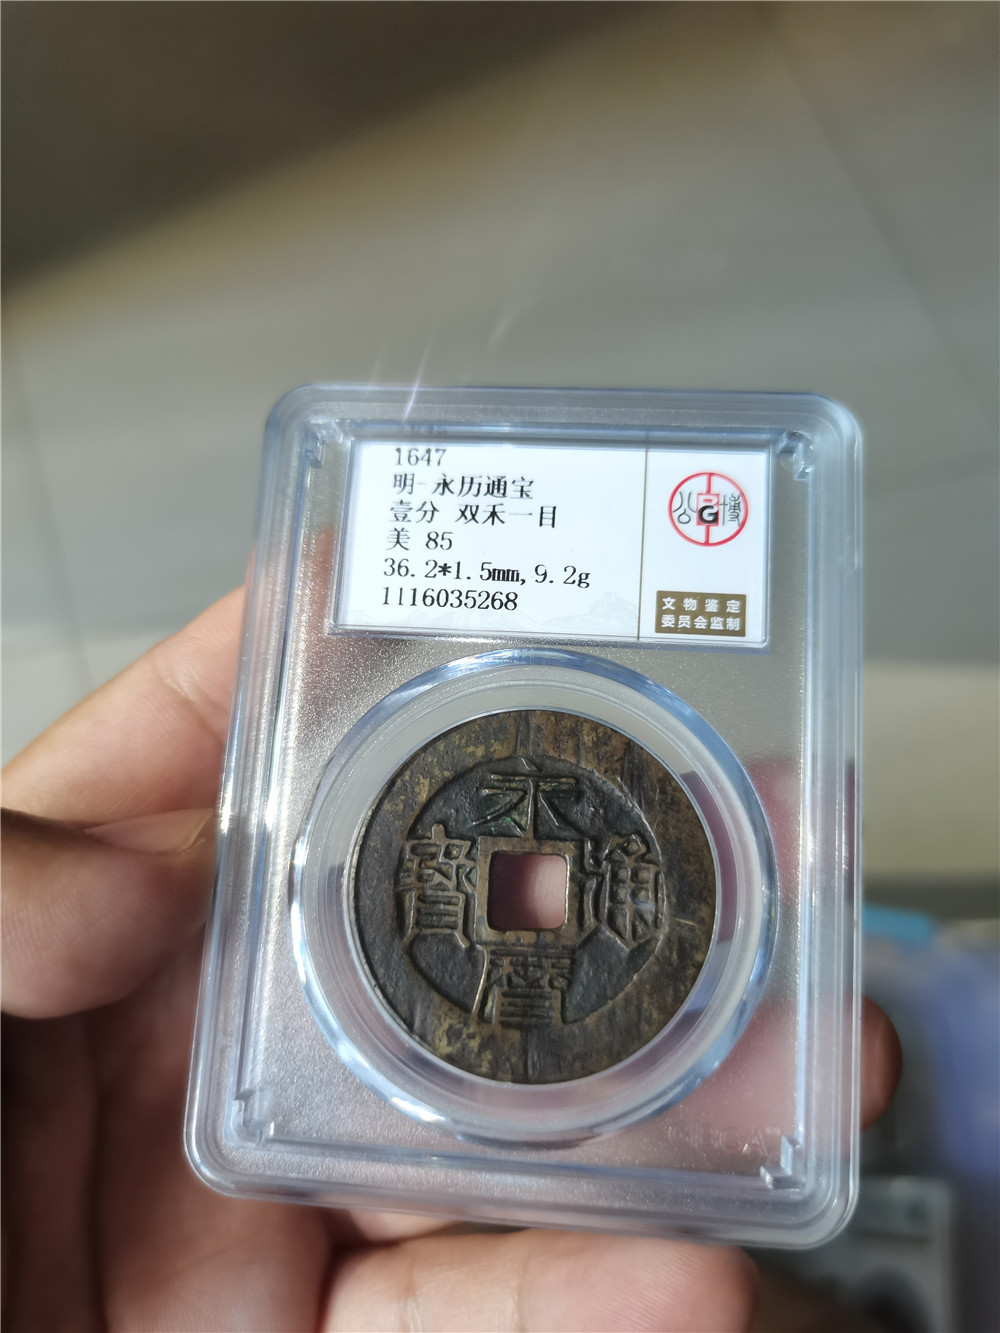 1647
明-永历通宝
壹分 双禾一目
美 85
36.2*1.5mm,9.2g
1116035268
公 G 博
文物鉴定
委员会监制
永
寶 通
曆